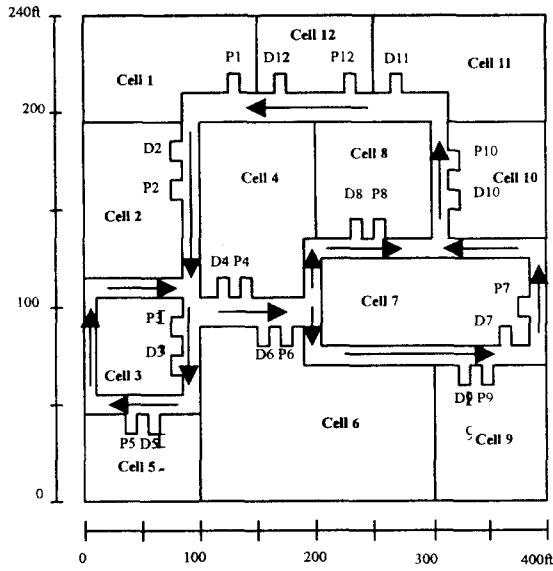 240ft
Cell 12
P1 D12 P12 D11
Cell 1
Cell 11
200
D2
P10
Cell 8
P2
Cell 4
Cell 10
D10
Cell 2
D8 P8
D4 P4
P7
Cell 7
100
P3
D7
D3
D6 P6
Cell 3
D9 P9
P5 D5
Cell 6
Cell 9
Cell 5
0
0 100 200 300 400ft